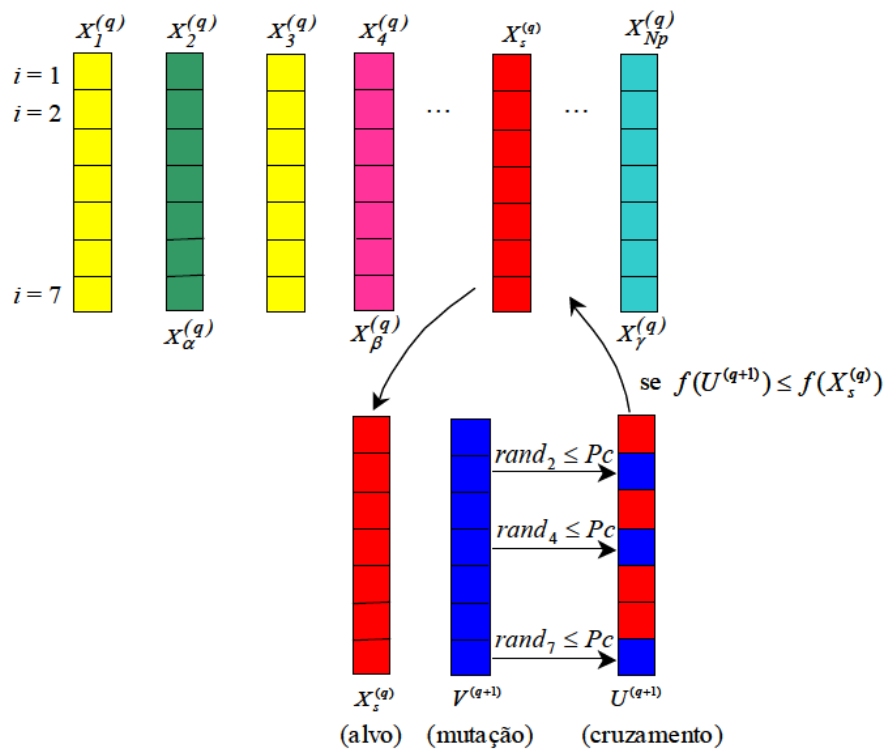 X_1^(q) X_2^(q) X_3^(q) X_4^(q) X_s^(q) X_Np^(q)
i = 1
i = 2 ... ...
i = 7
X_α^(q) X_β^(q) X_γ^(q)
se f(U^(q+1)) ≤ f(X_s^(q))
rand_2 ≤ Pc
rand_4 ≤ Pc
rand_7 ≤ Pc
X_s^(q) V^(q+1) U^(q+1)
(alvo) (mutação) (cruzamento)